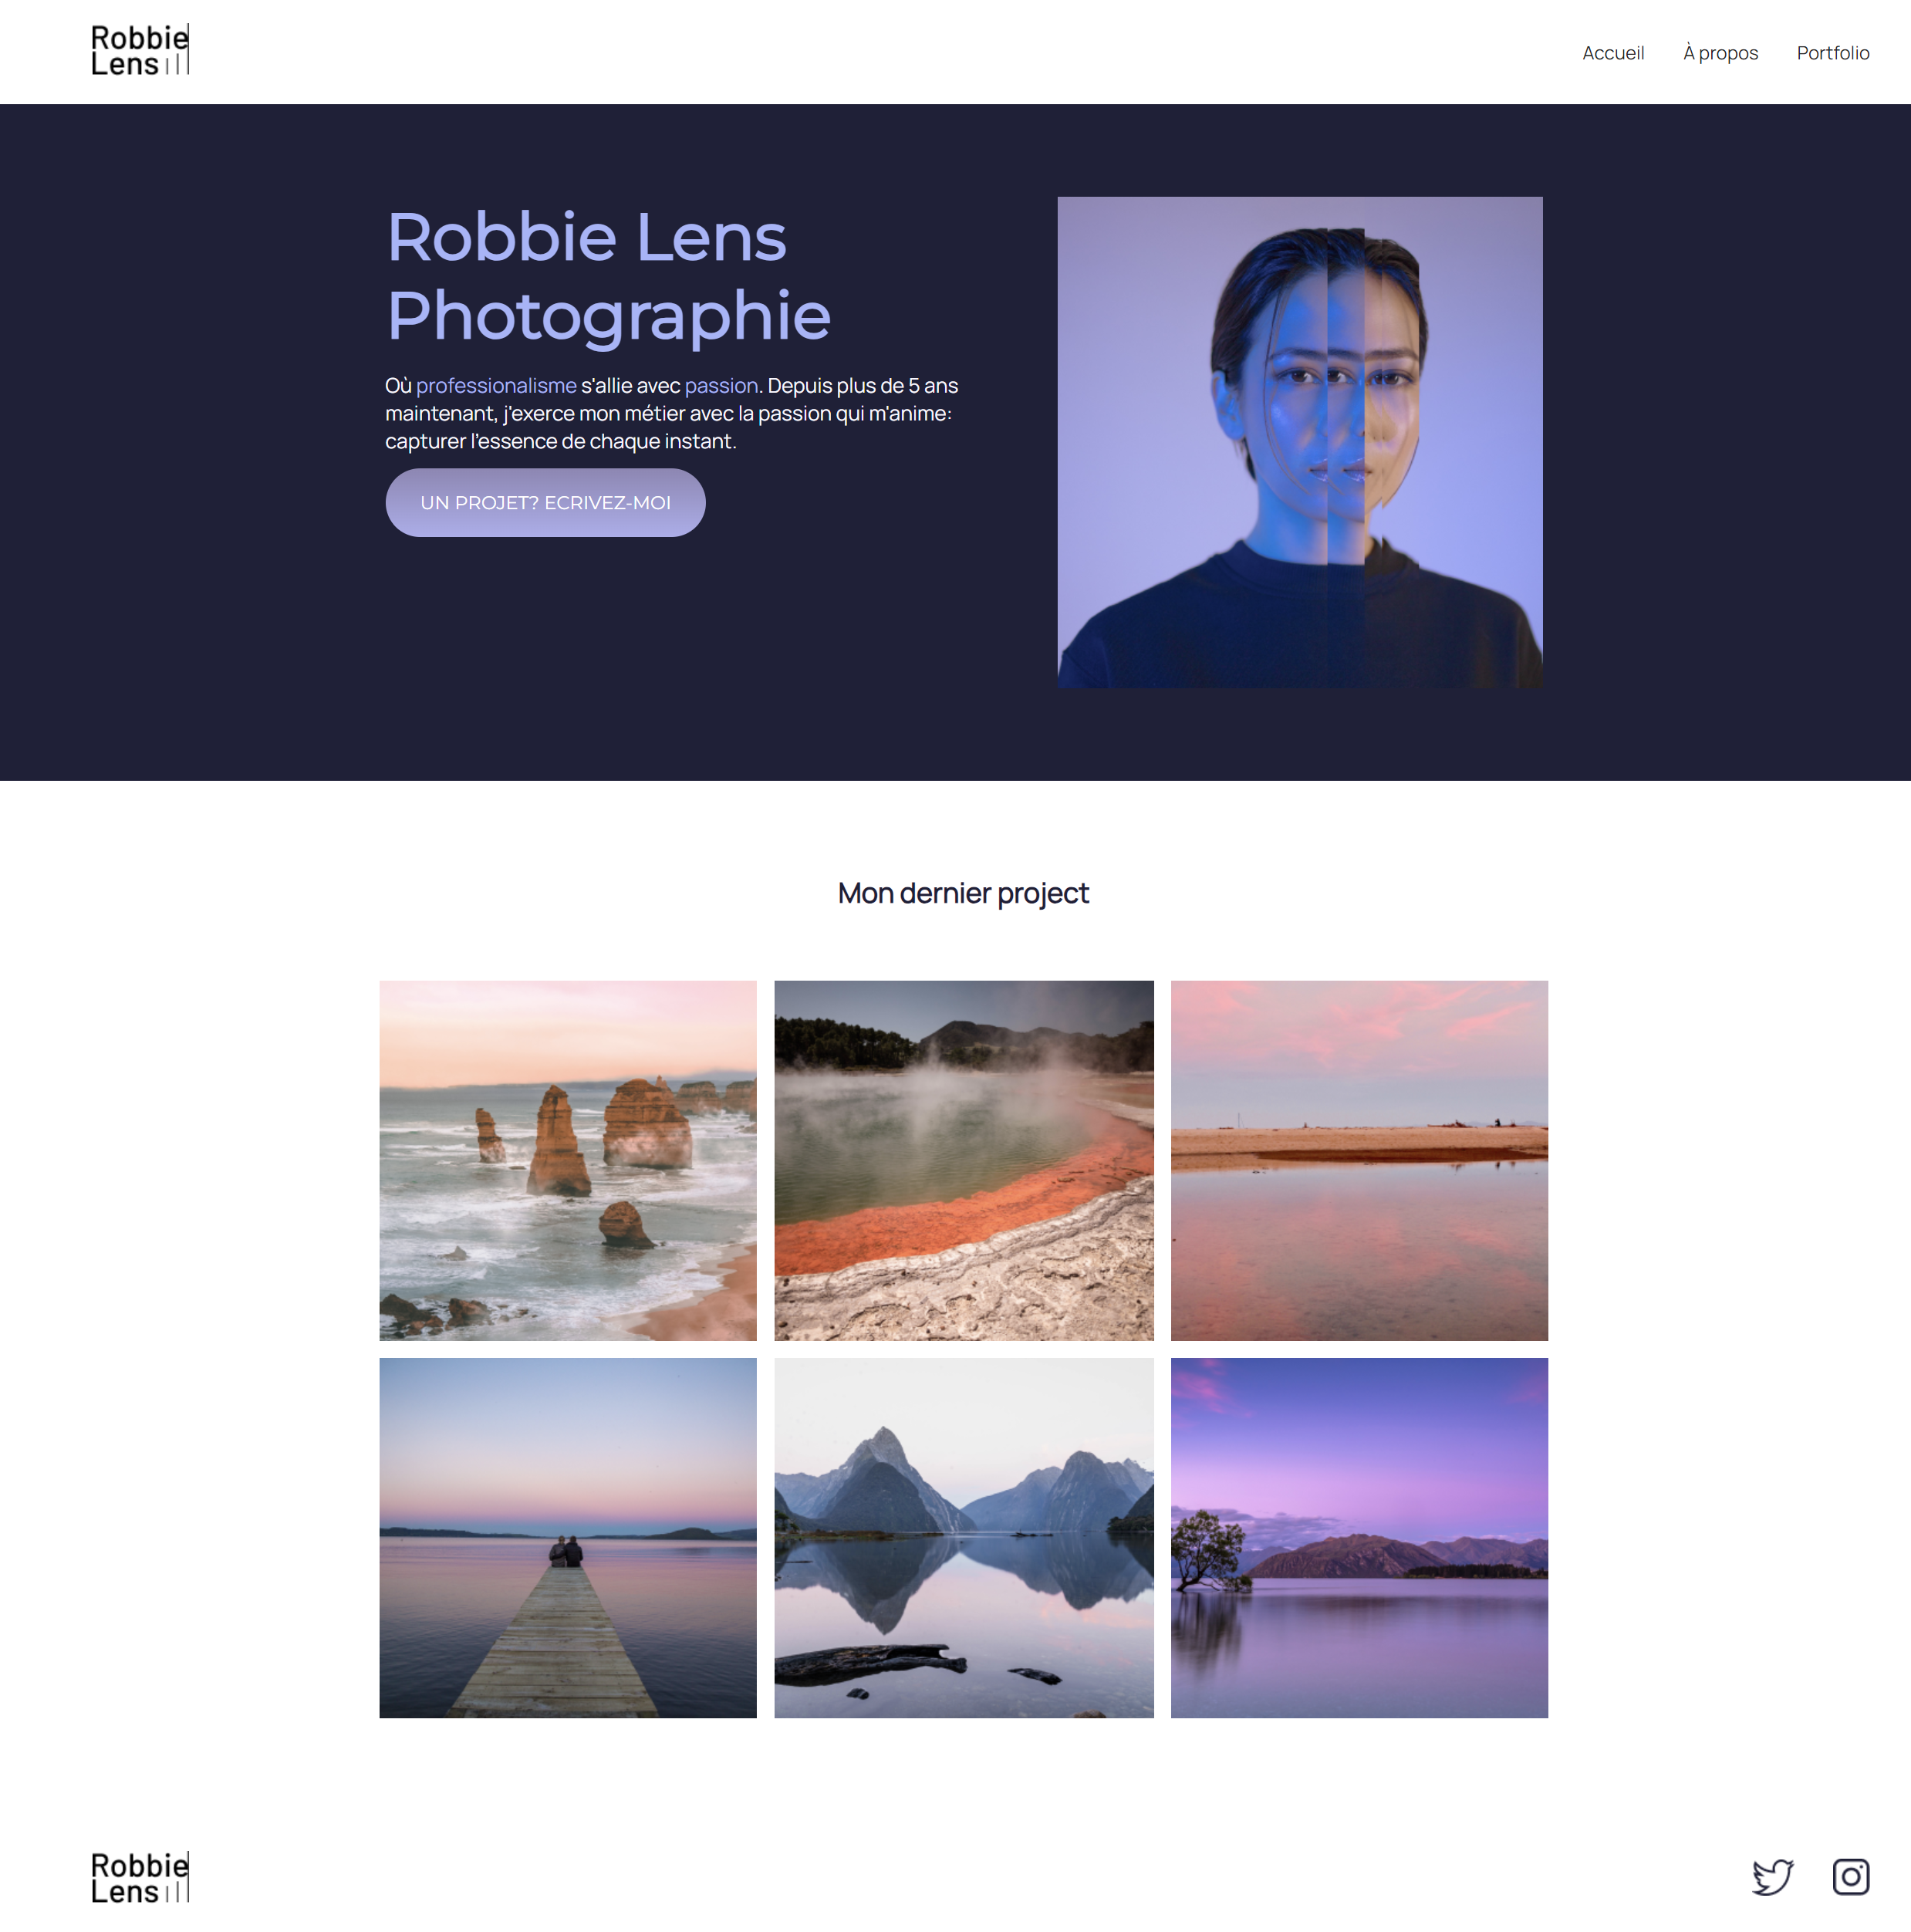 Robbie
Lens
Accueil À propos Portfolio
Robbie Lens
Photographie
Où professionalisme s'allie avec passion. Depuis plus de 5 ans
maintenant, j'exerce mon métier avec la passion qui m'anime:
capturer l'essence de chaque instant.
UN PROJET? ECRIVEZ-MOI
Mon dernier project
Robbie
Lens